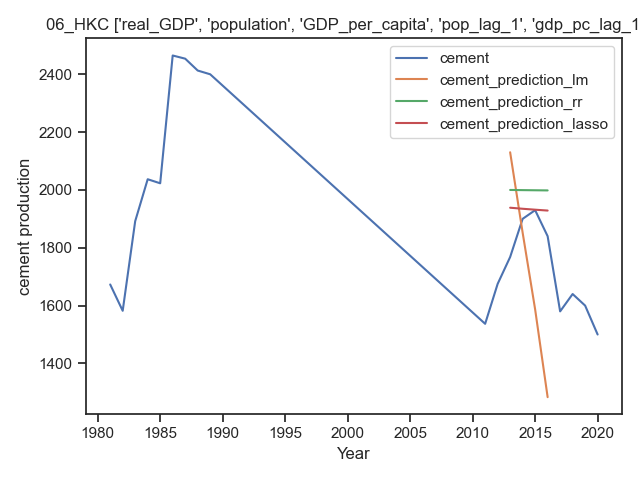 06_HKC ['real_GDP', 'population', 'GDP_per_capita', 'pop_lag_1', 'gdp_pc_lag_1
cement
cement_prediction_lm
cement_prediction_rr
cement_prediction_lasso
2400
2200
2000
1800
1600
1400
cement production
1980 1985 1990 1995 2000 2005 2010 2015 2020
Year